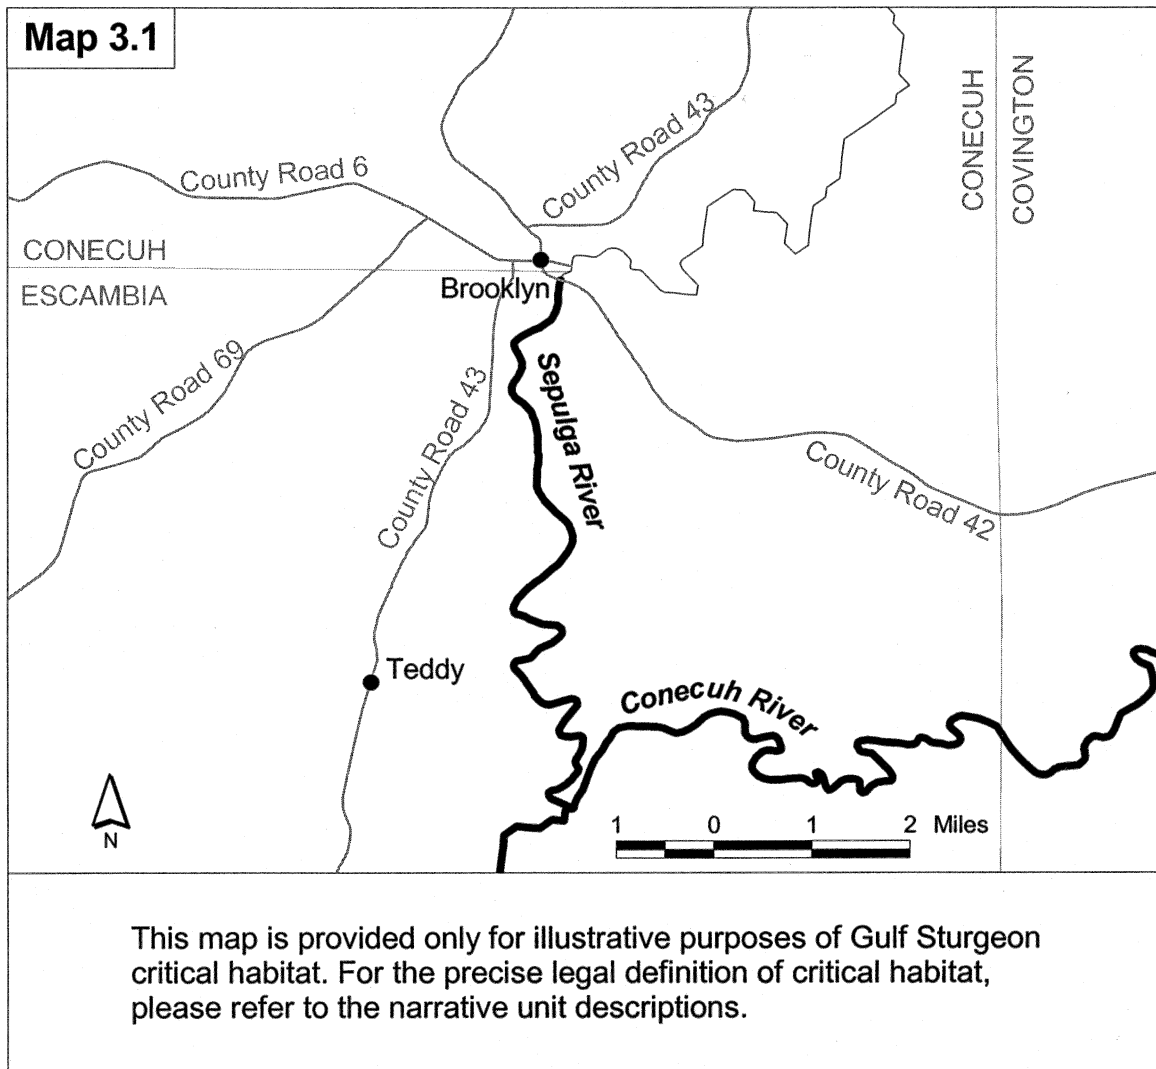 Map 3.1
CONECUH
COVINGTON
County Road 43
County Road 6
CONECUH
ESCAMBIA
Brooklyn
County Road 69
County Road 43
Sepulga River
County Road 42
Teddy
Conecuh River
N
1 0 1 2 Miles
This map is provided only for illustrative purposes of Gulf Sturgeon
critical habitat. For the precise legal definition of critical habitat,
please refer to the narrative unit descriptions.